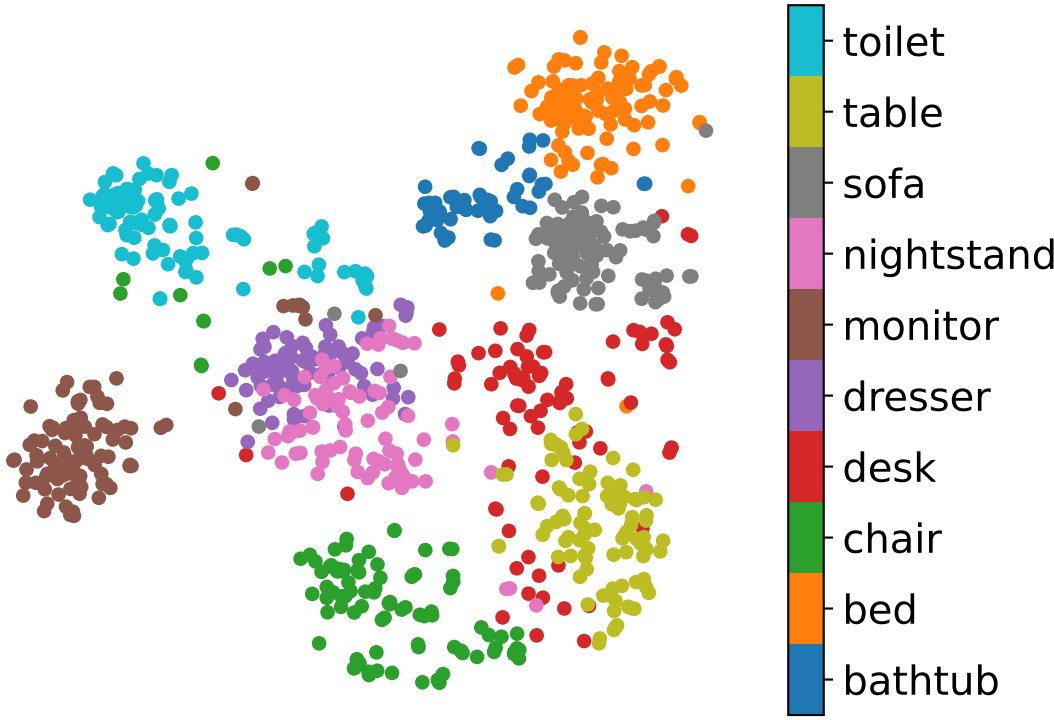 toilet
table
sofa
nightstand
monitor
dresser
desk
chair
bed
bathtub